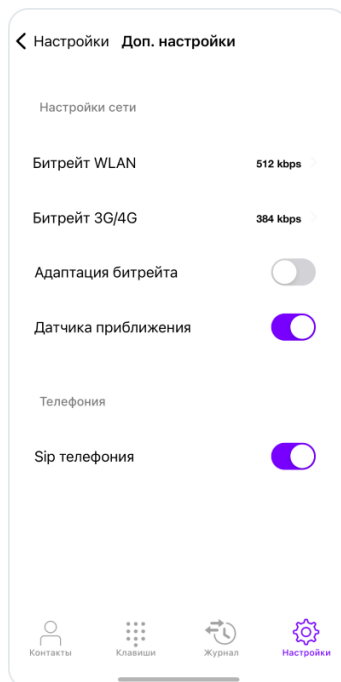 Настройки Доп. настройки
Настройки сети
Битрейт WLAN 512 kbps
Битрейт 3G/4G 384 kbps
Адаптация битрейта
Датчика приближения
Телефония
Sip телефония
Контакты Клавиши Журнал Настройки